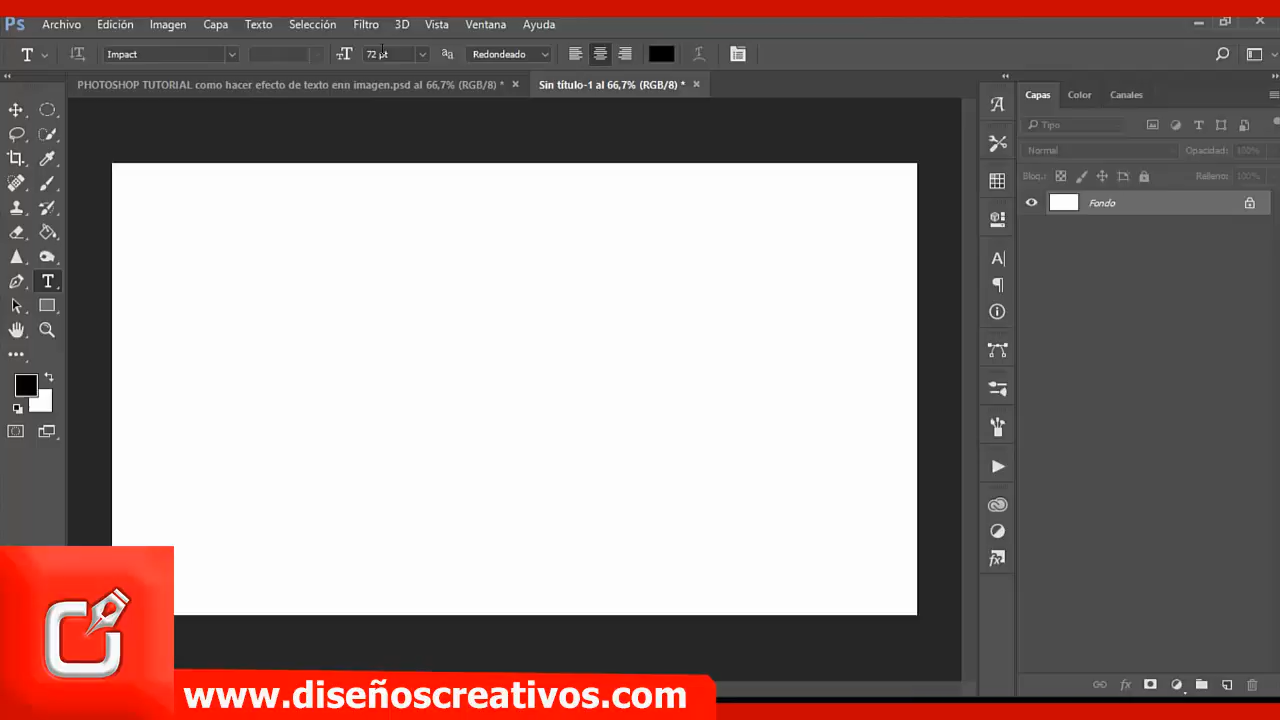 Ps Archivo Edición Imagen Capa Texto Selección Filtro 3D Vista Ventana Ayuda
T Impact 72 pt aa Redondeado
PHOTOSHOP TUTORIAL como hacer efecto de texto enn imagen.psd al 66,7% (RGB/8) * × Sin título-1 al 66,7% (RGB/8) * ×
Capas Color Canales
Tipo
Normal Opacidad: 100%
Bloq.: Relleno: 100%
Fondo
www.diseñoscreativos.com